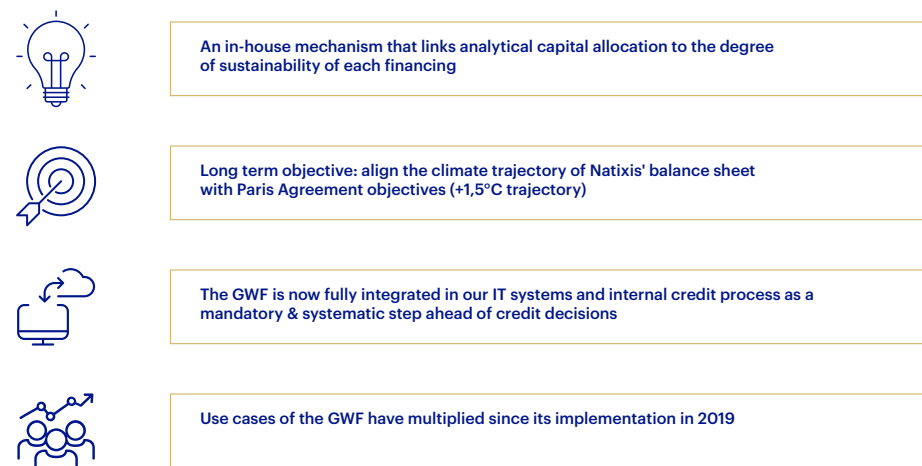 An in-house mechanism that links analytical capital allocation to the degree
of sustainability of each financing
Long term objective: align the climate trajectory of Natixis' balance sheet
with Paris Agreement objectives (+1,5°C trajectory)
The GWF is now fully integrated in our IT systems and internal credit process as a
mandatory & systematic step ahead of credit decisions
Use cases of the GWF have multiplied since its implementation in 2019